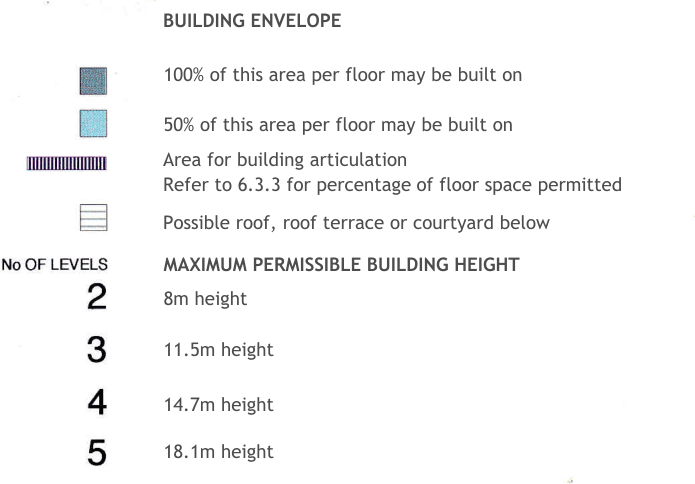 BUILDING ENVELOPE
100% of this area per floor may be built on
50% of this area per floor may be built on
Area for building articulation
Refer to 6.3.3 for percentage of floor space permitted
Possible roof, roof terrace or courtyard below
No OF LEVELS MAXIMUM PERMISSIBLE BUILDING HEIGHT
2 8m height
3 11.5m height
4 14.7m height
5 18.1m height